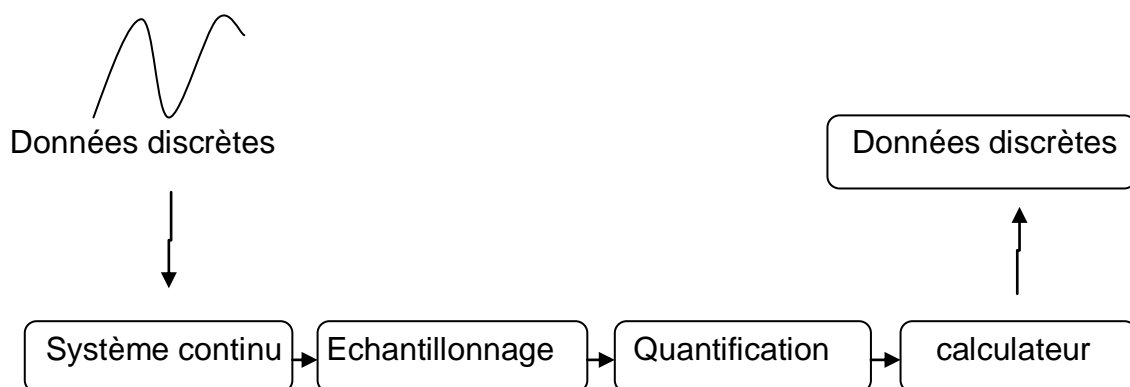 Données discrètes
Données discrètes
Système continu
Echantillonnage
Quantification
calculateur